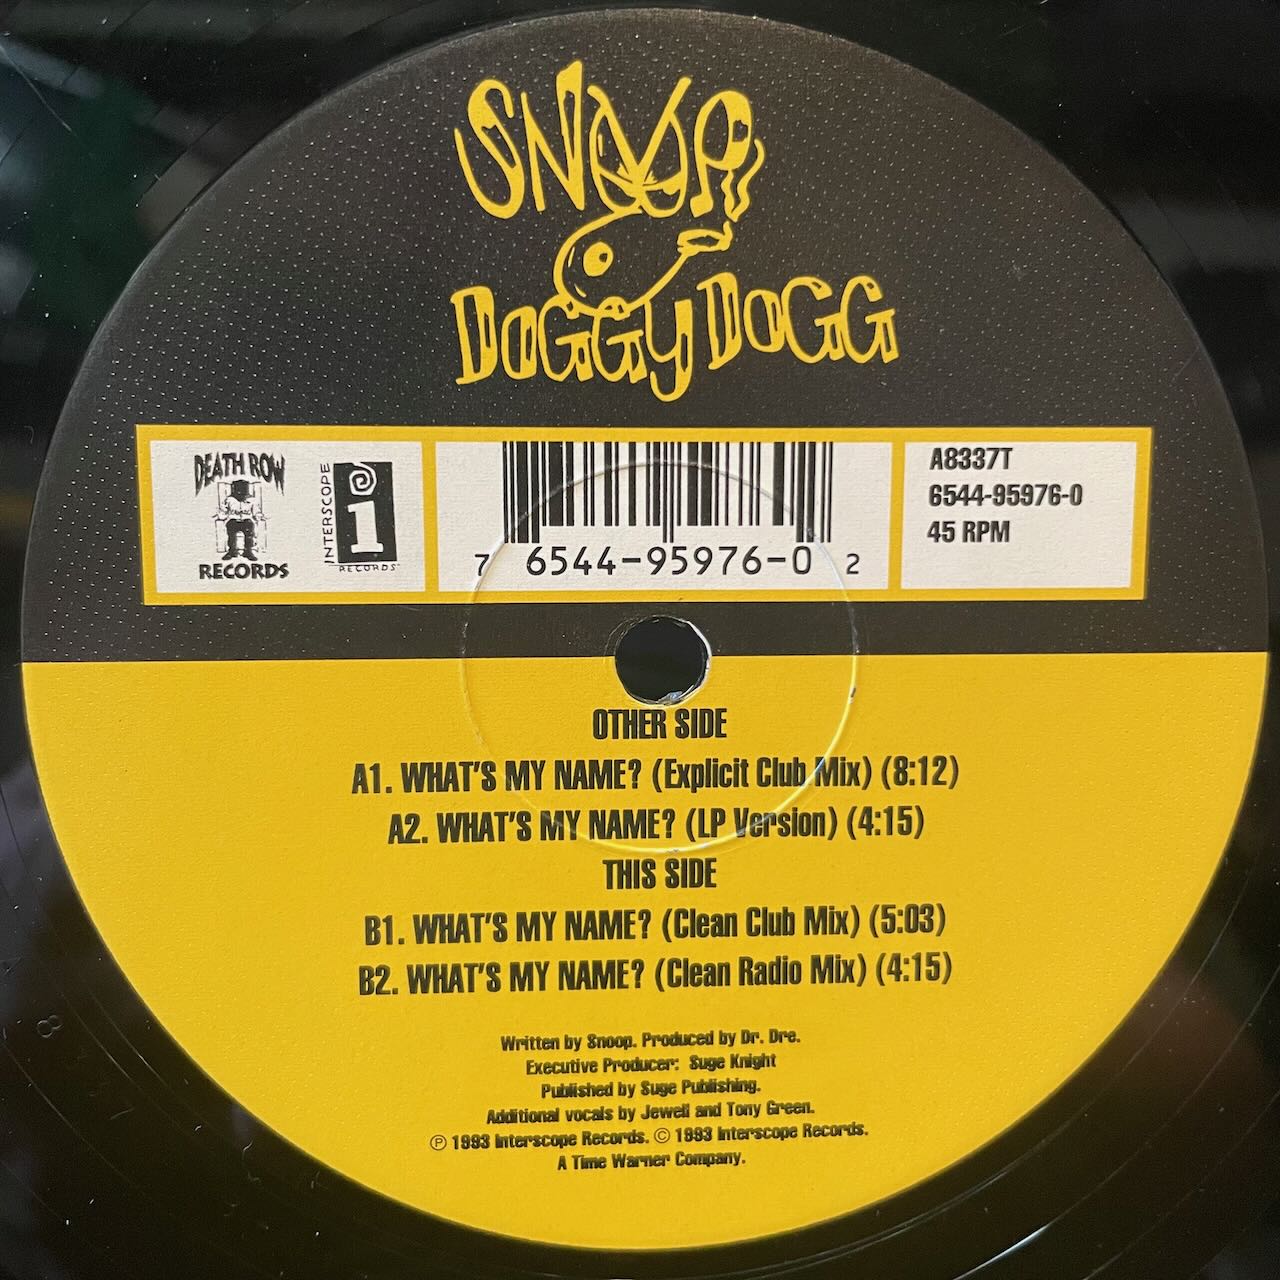 SNOOP
DOGGY DOGG
DEATH ROW
RECORDS
INTERSCOPE
i
RECORDS
7 6544-95976-0 2
A8337T
6544-95976-0
45 RPM
OTHER SIDE
A1. WHAT'S MY NAME? (Explicit Club Mix) (8:12)
A2. WHAT'S MY NAME? (LP Version) (4:15)
THIS SIDE
B1. WHAT'S MY NAME? (Clean Club Mix) (5:03)
B2. WHAT'S MY NAME? (Clean Radio Mix) (4:15)
Written by Snoop. Produced by Dr. Dre.
Executive Producer: Suge Knight
Published by Suge Publishing.
Additional vocals by Jewell and Tony Green.
℗ 1993 Interscope Records. © 1993 Interscope Records.
A Time Warner Company.
8